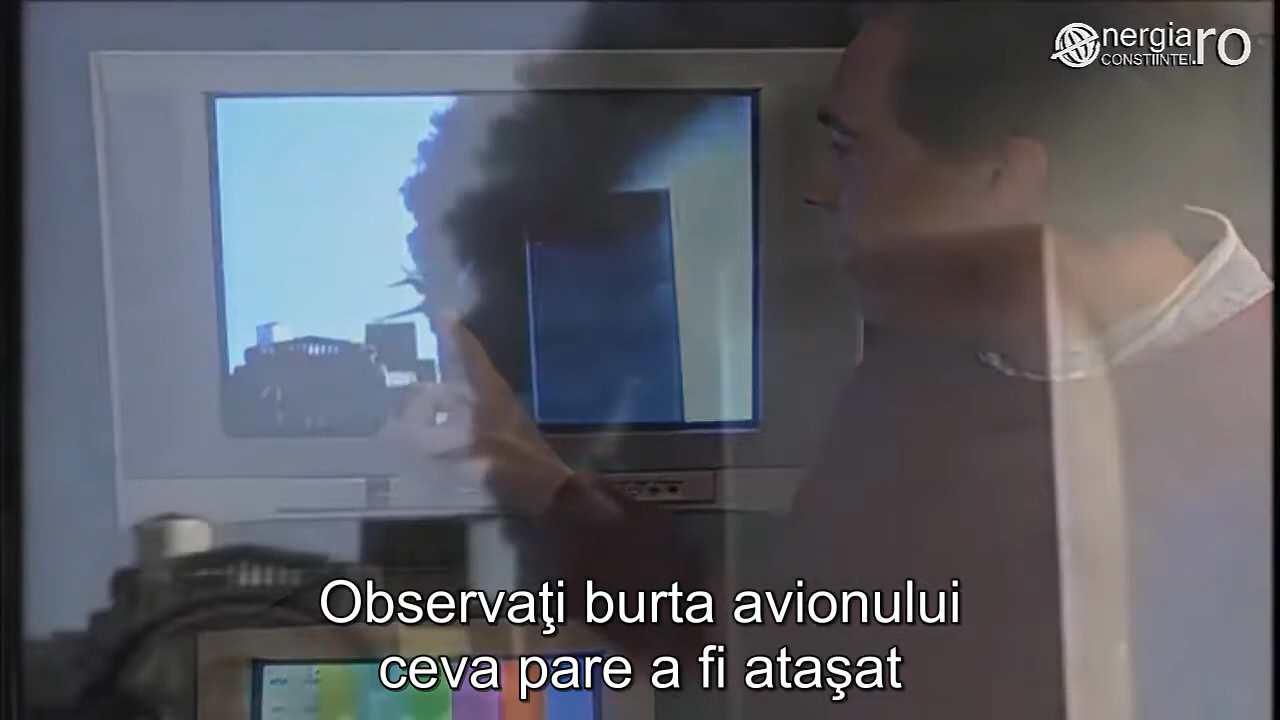 nergia.ro
CONSTIINTEI
Observaţi burta avionului
ceva pare a fi ataşat